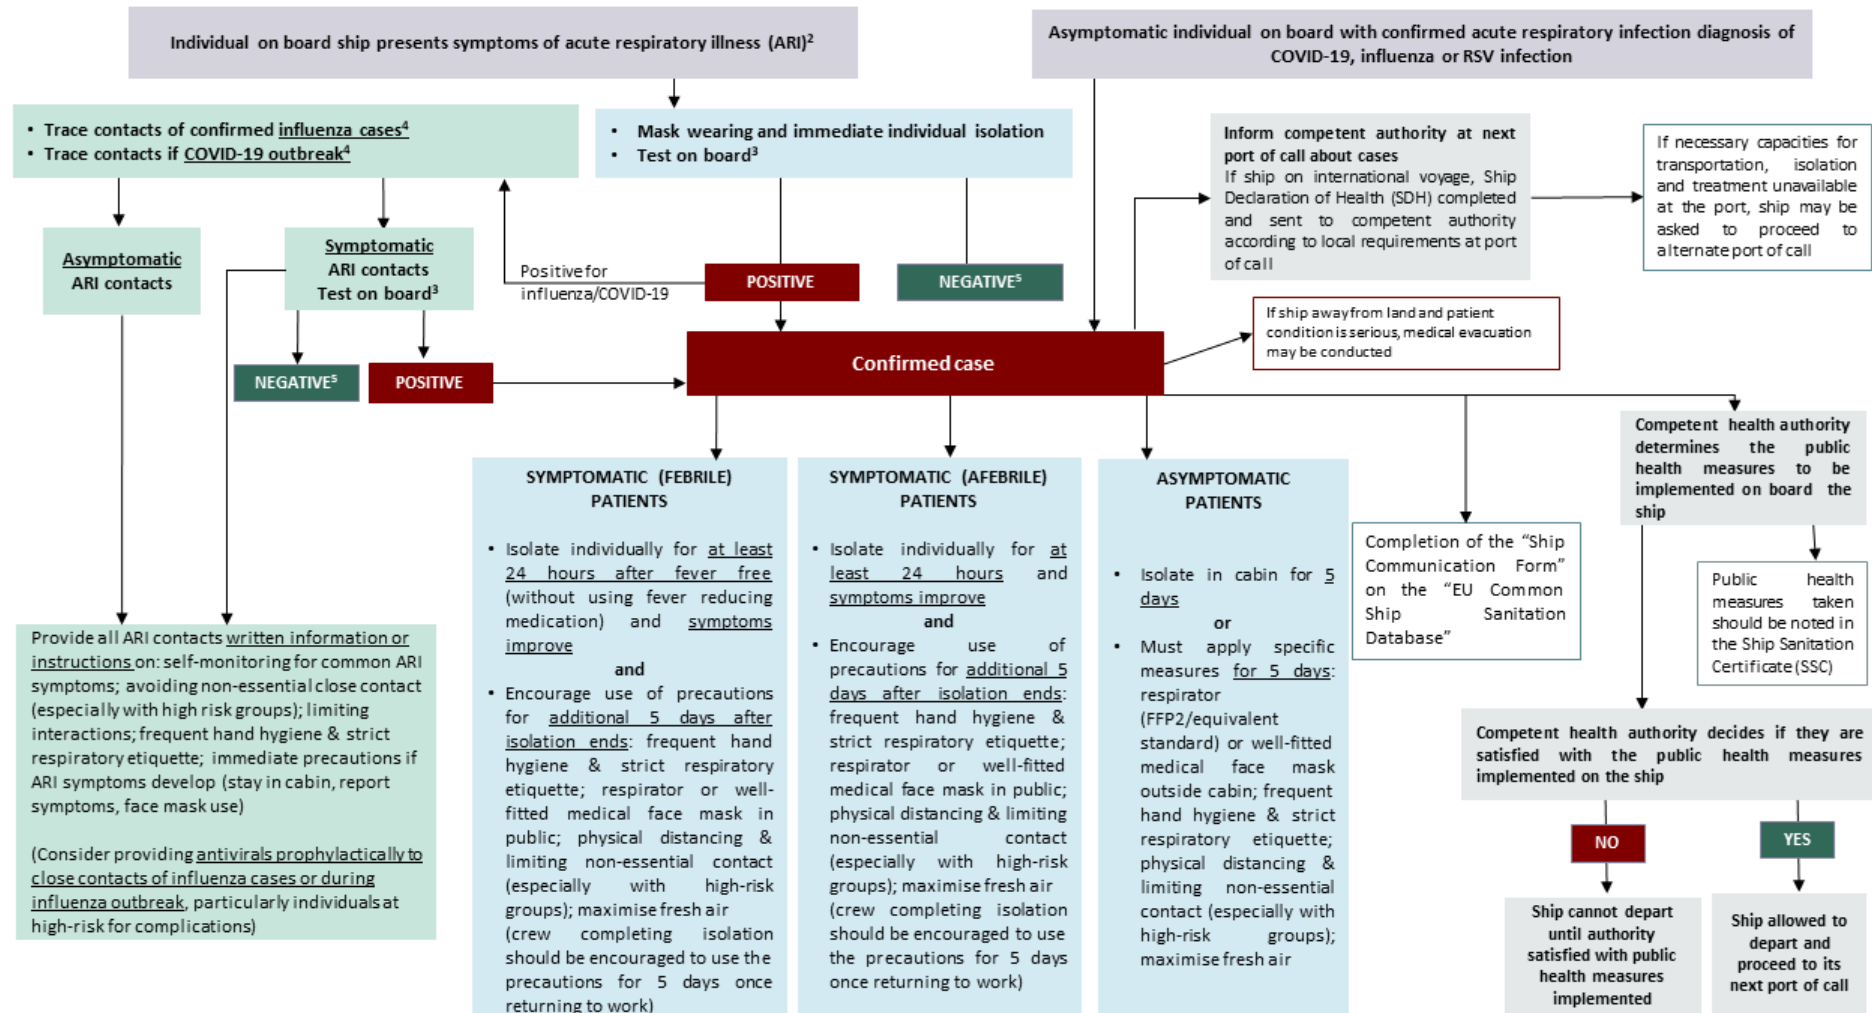 Individual on board ship presents symptoms of acute respiratory illness (ARI)²
Asymptomatic individual on board with confirmed acute respiratory infection diagnosis of
COVID-19, influenza or RSV infection
• Trace contacts of confirmed influenza cases⁴
• Trace contacts if COVID-19 outbreak⁴
• Mask wearing and immediate individual isolation
• Test on board³
Inform competent authority at next
port of call about cases
If ship on international voyage, Ship
Declaration of Health (SDH) completed
and sent to competent authority
according to local requirements at port
of call
If necessary capacities for
transportation, isolation
and treatment unavailable
at the port, ship may be
asked to proceed to
alternate port of call
Asymptomatic
ARI contacts
Symptomatic
ARI contacts
Test on board³
Positive for
influenza/COVID-19
POSITIVE
NEGATIVE⁵
If ship away from land and patient
condition is serious, medical evacuation
may be conducted
NEGATIVE⁵
POSITIVE
Confirmed case
Competent health authority
determines the public
health measures to be
implemented on board the
ship
SYMPTOMATIC (FEBRILE)
PATIENTS
• Isolate individually for at least
24 hours after fever free
(without using fever reducing
medication) and symptoms
improve
and
• Encourage use of precautions
for additional 5 days after
isolation ends: frequent hand
hygiene & strict respiratory
etiquette; respirator or well-
fitted medical face mask in
public; physical distancing &
limiting non-essential contact
(especially with high-risk
groups); maximise fresh air
(crew completing isolation
should be encouraged to use the
precautions for 5 days once
returning to work)
SYMPTOMATIC (AFEBRILE)
PATIENTS
• Isolate individually for at
least 24 hours and
symptoms improve
and
• Encourage use of
precautions for additional 5
days after isolation ends:
frequent hand hygiene &
strict respiratory etiquette;
respirator or well-fitted
medical face mask in public;
physical distancing & limiting
non-essential contact
(especially with high-risk
groups); maximise fresh air
(crew completing isolation
should be encouraged to use
the precautions for 5 days
once returning to work)
ASYMPTOMATIC
PATIENTS
• Isolate in cabin for 5
days
or
• Must apply specific
measures for 5 days:
respirator
(FFP2/equivalent
standard) or well-fitted
medical face mask
outside cabin; frequent
hand hygiene & strict
respiratory etiquette;
physical distancing &
limiting non-essential
contact (especially with
high-risk groups);
maximise fresh air
Completion of the “Ship
Communication Form”
on the “EU Common
Ship Sanitation
Database”
Public health
measures taken
should be noted in
the Ship Sanitation
Certificate (SSC)
Provide all ARI contacts written information or
instructions on: self-monitoring for common ARI
symptoms; avoiding non-essential close contact
(especially with high risk groups); limiting
interactions; frequent hand hygiene & strict
respiratory etiquette; immediate precautions if
ARI symptoms develop (stay in cabin, report
symptoms, face mask use)
(Consider providing antivirals prophylactically to
close contacts of influenza cases or during
influenza outbreak, particularly individuals at
high-risk for complications)
Competent health authority decides if they are
satisfied with the public health measures
implemented on the ship
NO
YES
Ship cannot depart
until authority
satisfied with public
health measures
implemented
Ship allowed to
depart and
proceed to its
next port of call